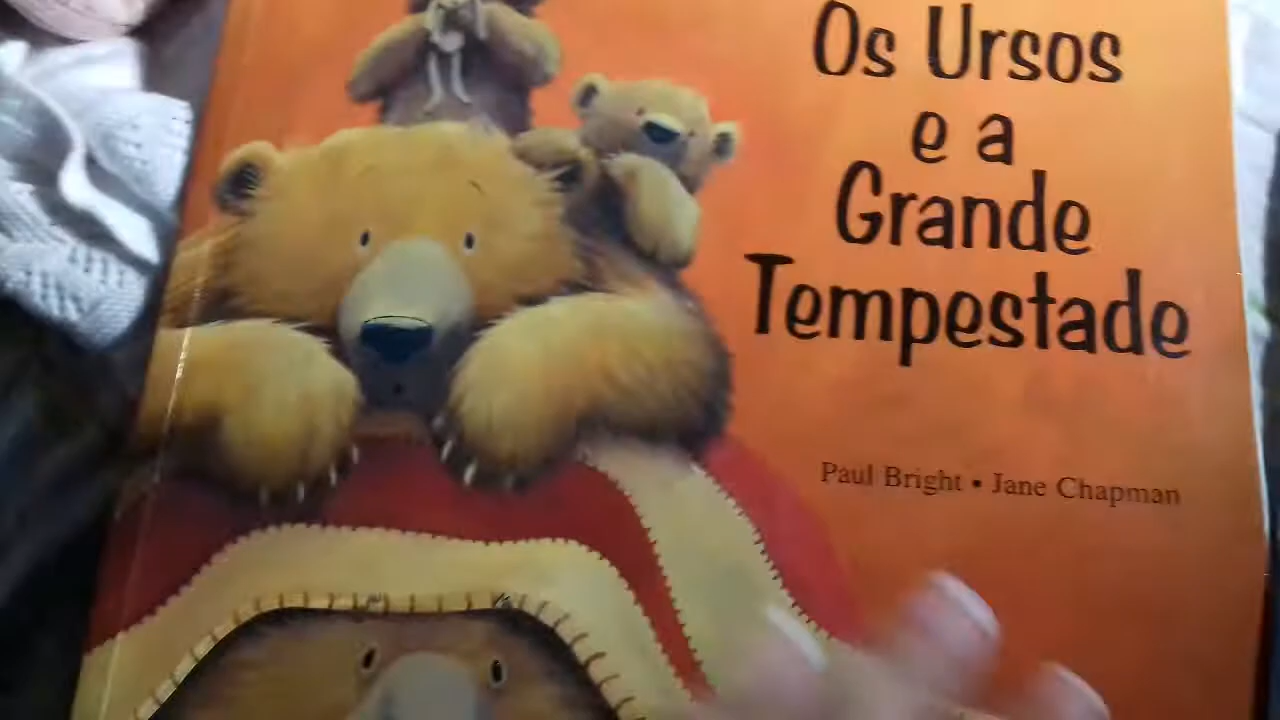 Os Ursos
e a
Grande
Tempestade
Paul Bright • Jane Chapman